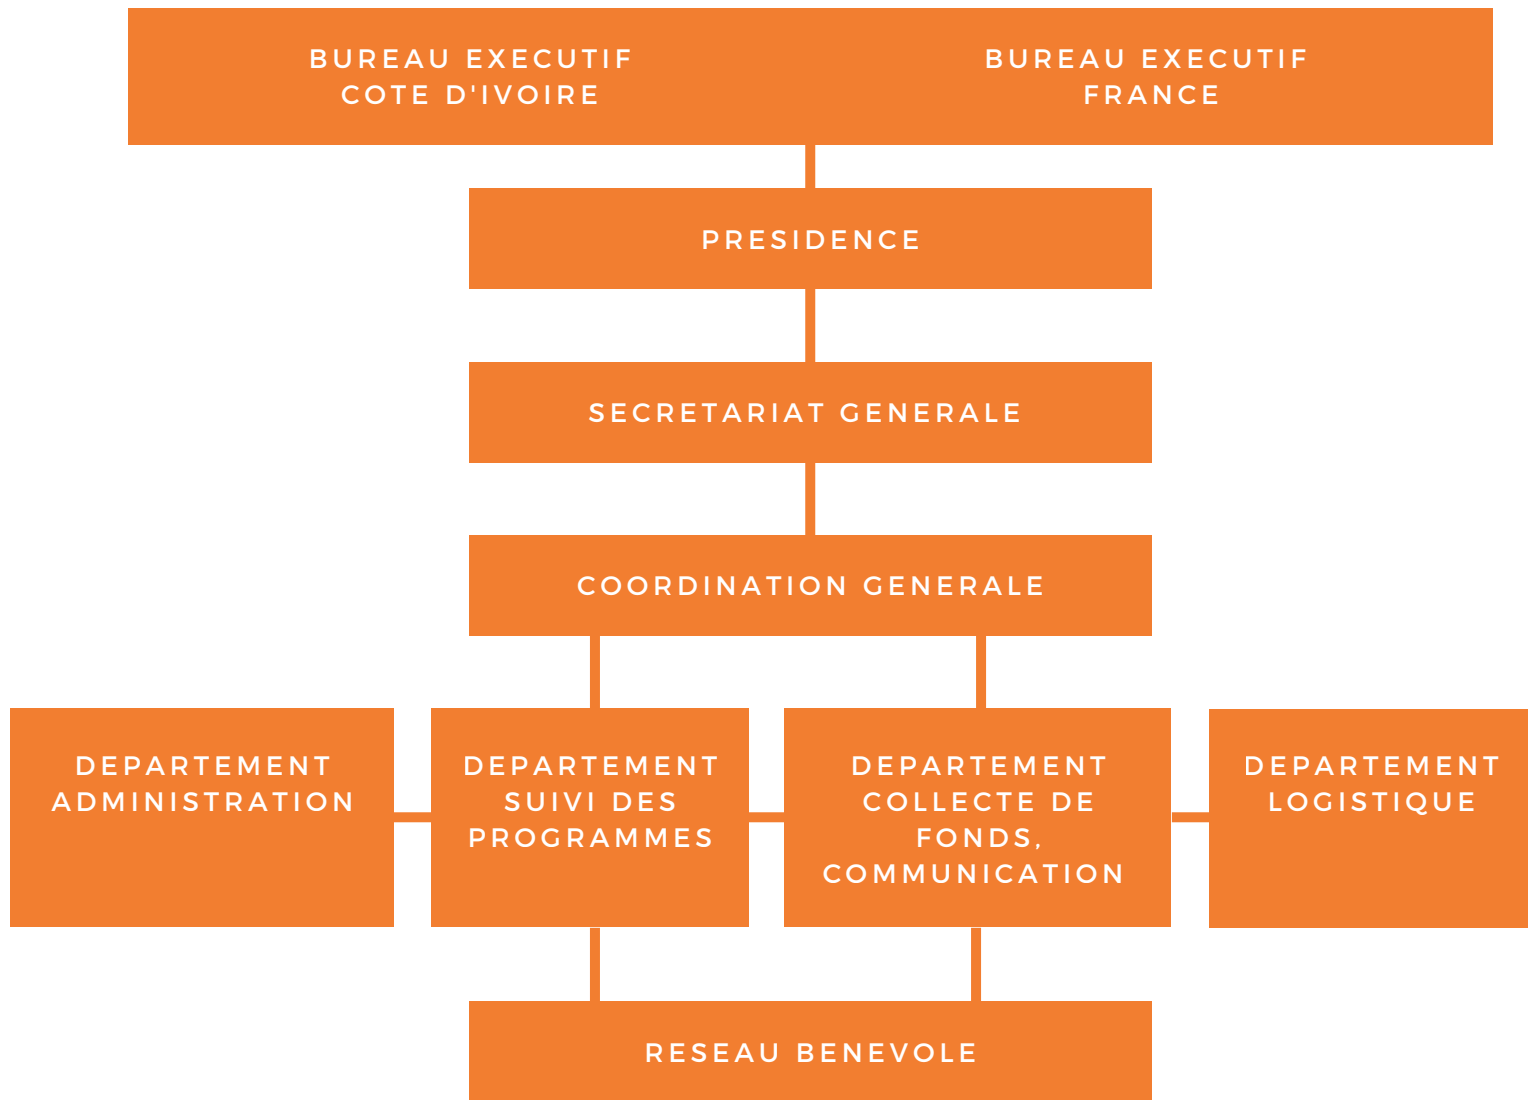 BUREAU EXECUTIF
COTE D'IVOIRE
BUREAU EXECUTIF
FRANCE
PRESIDENCE
SECRETARIAT GENERALE
COORDINATION GENERALE
DEPARTEMENT
ADMINISTRATION
DEPARTEMENT
SUIVI DES
PROGRAMMES
DEPARTEMENT
COLLECTE DE
FONDS,
COMMUNICATION
DEPARTEMENT
LOGISTIQUE
RESEAU BENEVOLE